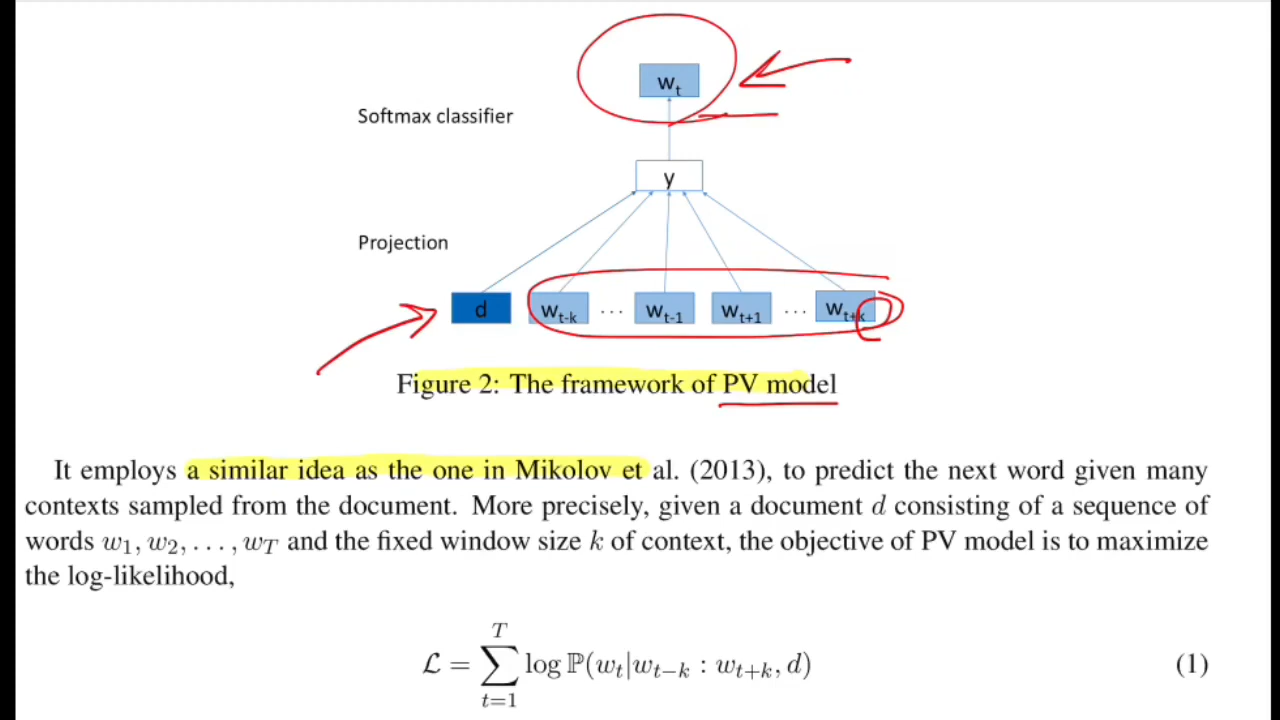 w_t
Softmax classifier
y
Projection
d w_{t-k} ... w_{t-1} w_{t+1} ... w_{t+k}
Figure 2: The framework of PV model
It employs a similar idea as the one in Mikolov et al. (2013), to predict the next word given many
contexts sampled from the document. More precisely, given a document d consisting of a sequence of
words w_1, w_2, . . . , w_T and the fixed window size k of context, the objective of PV model is to maximize
the log-likelihood,
\mathcal{L} = \sum_{t=1}^{T} \log \mathbb{P}(w_t|w_{t-k} : w_{t+k}, d) (1)